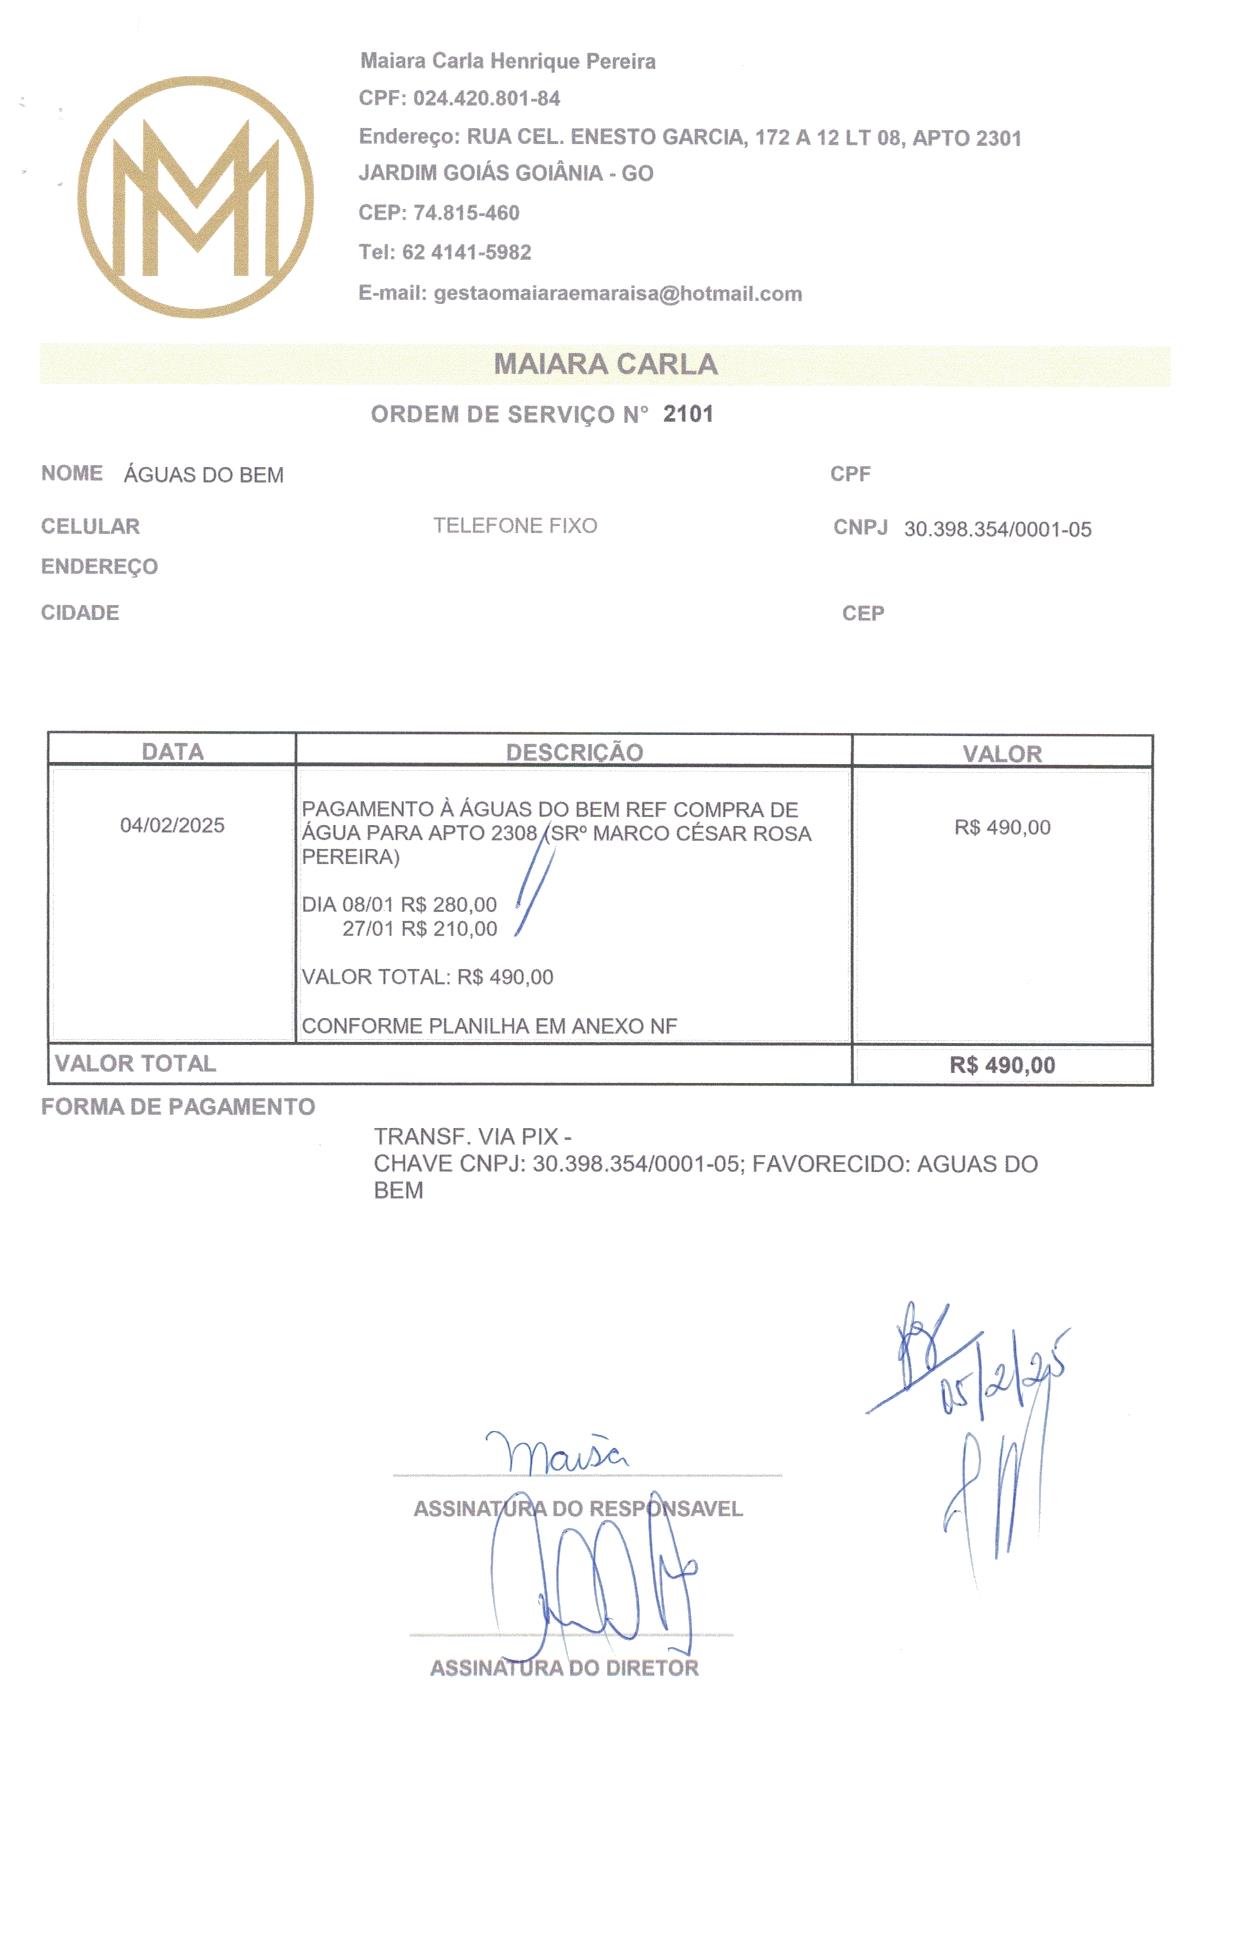 Maiara Carla Henrique Pereira
CPF: 024.420.801-84
Endereço: RUA CEL. ENESTO GARCIA, 172 A 12 LT 08, APTO 2301
JARDIM GOIÁS GOIÂNIA - GO
CEP: 74.815-460
Tel: 62 4141-5982
E-mail: gestaomaiaraemaraisa@hotmail.com
MAIARA CARLA
ORDEM DE SERVIÇO N° 2101
NOME ÁGUAS DO BEM CPF
CELULAR TELEFONE FIXO CNPJ 30.398.354/0001-05
ENDEREÇO
CIDADE CEP
DATA DESCRIÇÃO VALOR
04/02/2025 PAGAMENTO À ÁGUAS DO BEM REF COMPRA DE R$ 490,00
ÁGUA PARA APTO 2308 (SRº MARCO CÉSAR ROSA
PEREIRA)
DIA 08/01 R$ 280,00
27/01 R$ 210,00
VALOR TOTAL: R$ 490,00
CONFORME PLANILHA EM ANEXO NF
VALOR TOTAL R$ 490,00
FORMA DE PAGAMENTO
TRANSF. VIA PIX -
CHAVE CNPJ: 30.398.354/0001-05; FAVORECIDO: AGUAS DO
BEM
05/2/25
Maisa
ASSINATURA DO RESPONSAVEL
ASSINATURA DO DIRETOR